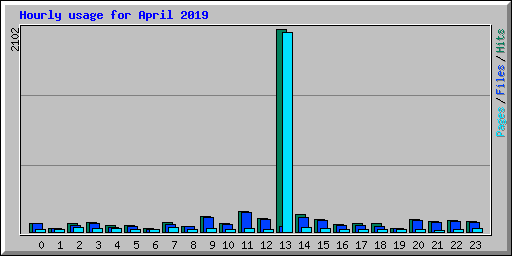 Hourly usage for April 2019
2102
Pages/Files/Hits
0 1 2 3 4 5 6 7 8 9 10 11 12 13 14 15 16 17 18 19 20 21 22 23